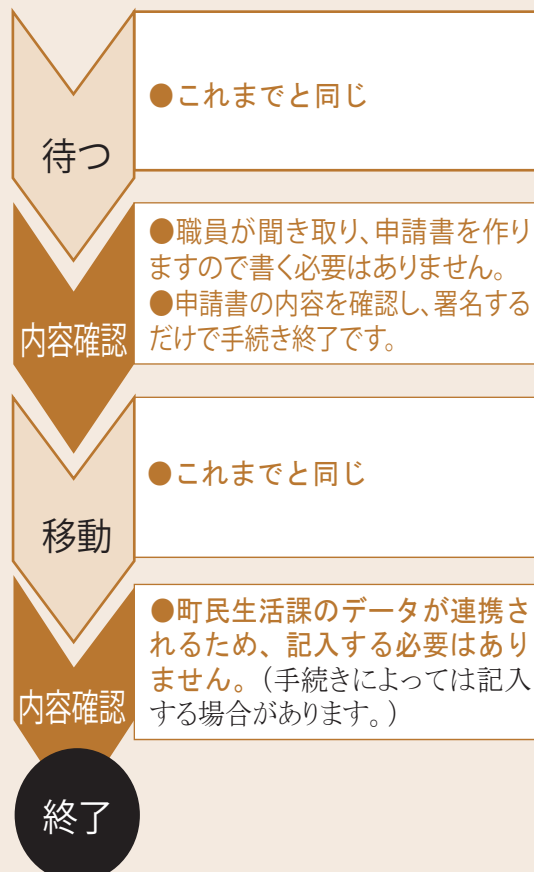 待つ
●これまでと同じ
内容確認
●職員が聞き取り、申請書を作り
ますので書く必要はありません。
●申請書の内容を確認し、署名する
だけで手続き終了です。
移動
●これまでと同じ
内容確認
●町民生活課のデータが連携さ
れるため、記入する必要はあり
ません。(手続きによっては記入
する場合があります。)
終了